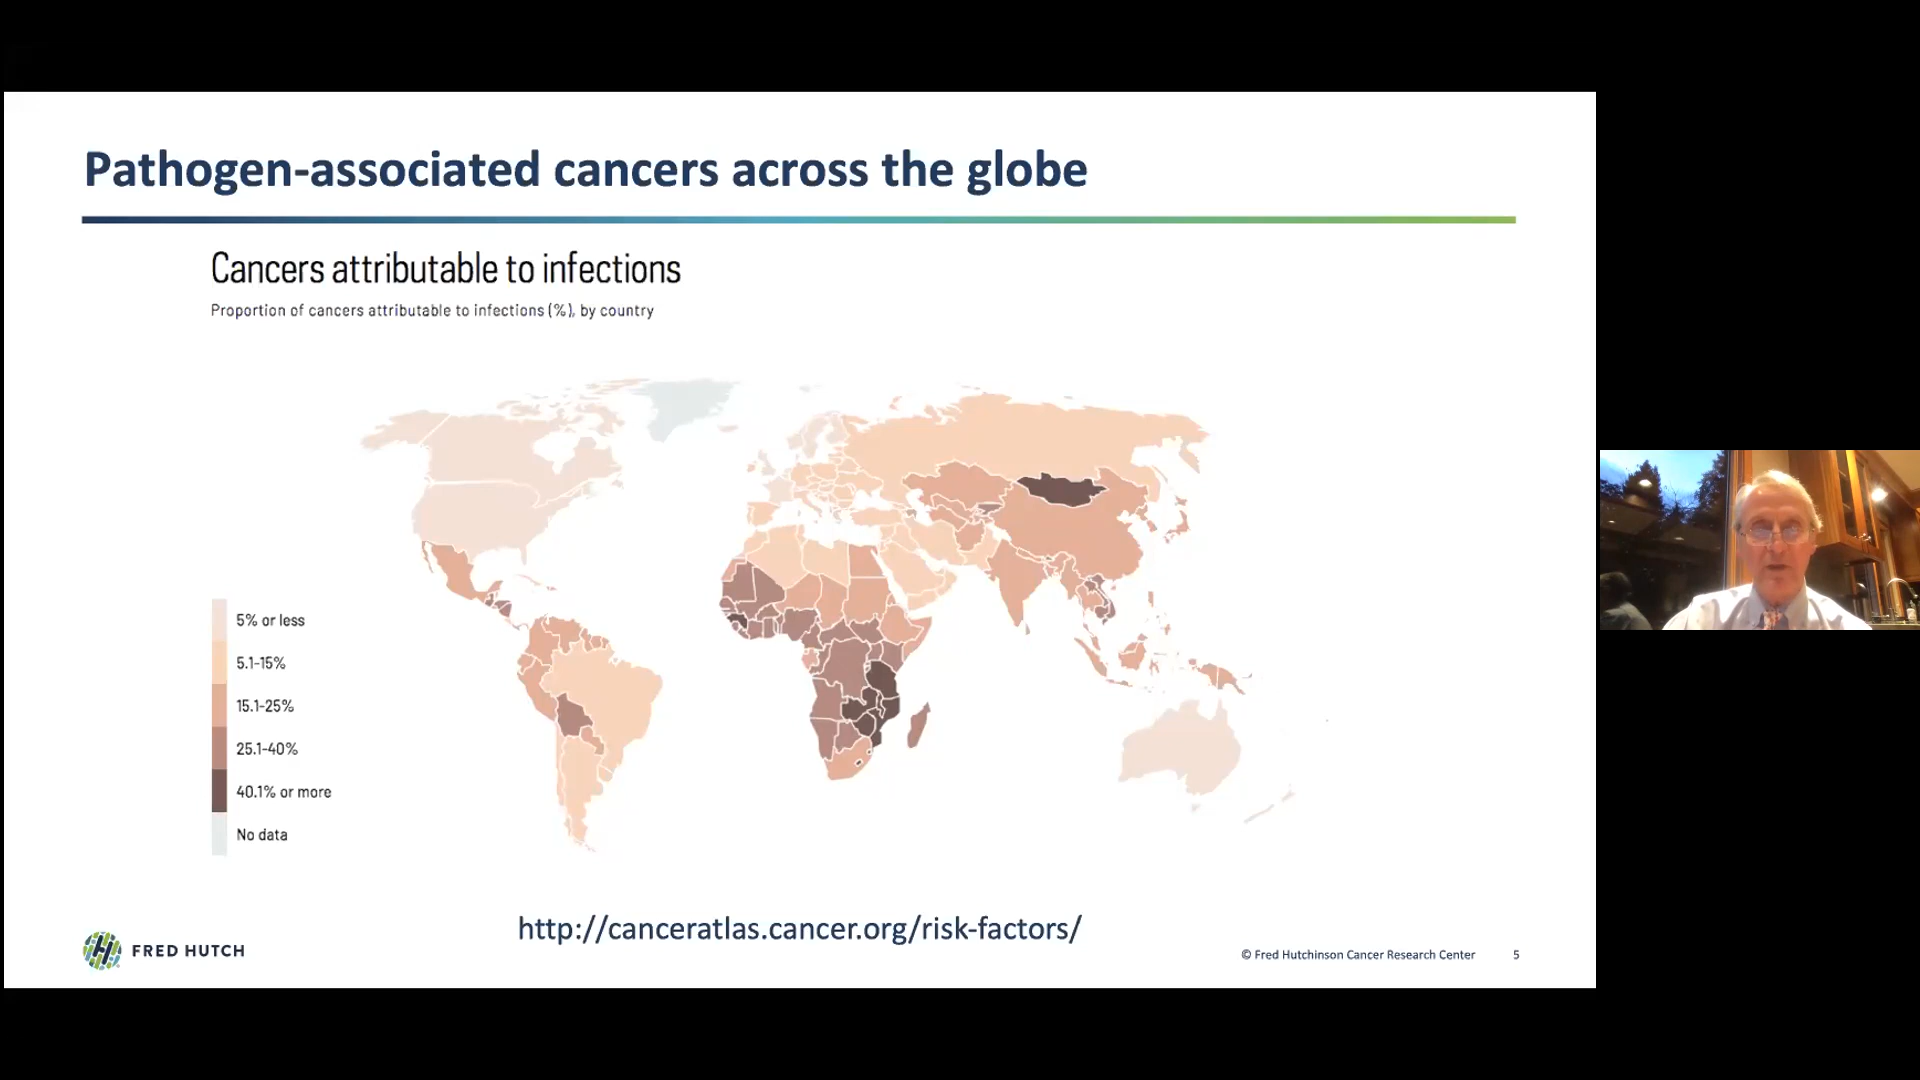 Pathogen-associated cancers across the globe
Cancers attributable to infections
Proportion of cancers attributable to infections (%), by country
5% or less
5.1-15%
15.1-25%
25.1-40%
40.1% or more
No data
http://canceratlas.cancer.org/risk-factors/
FRED HUTCH
© Fred Hutchinson Cancer Research Center
5